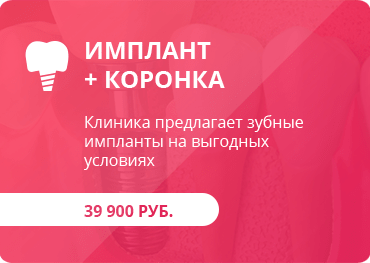 ИМПЛАНТ
+ КОРОНКА
Клиника предлагает зубные
импланты на выгодных
условиях
39 900 РУБ.